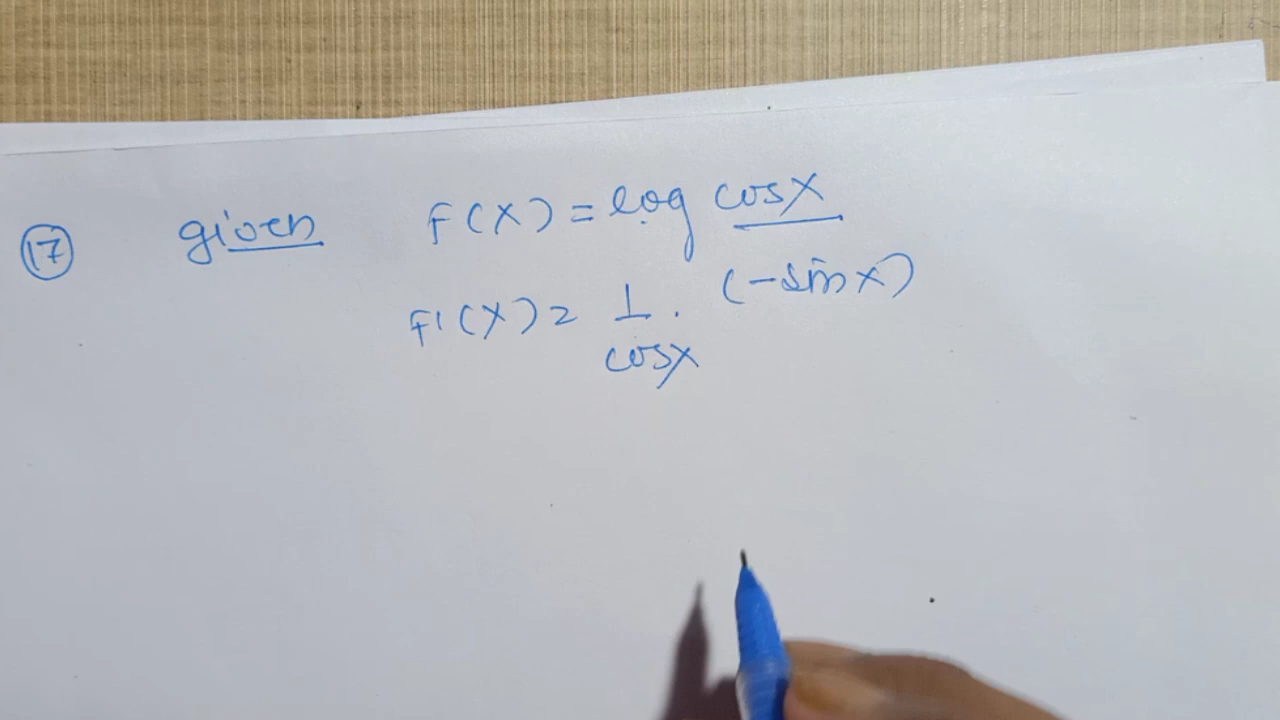 17 given F(X) = log cosx
F'(X) = 1/cosx . (-sinx)